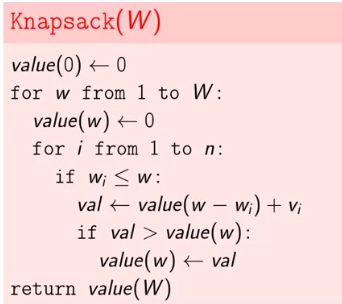 Knapsack(W)
value(0) ← 0
for w from 1 to W:
value(w) ← 0
for i from 1 to n:
if wᵢ ≤ w:
val ← value(w − wᵢ) + vᵢ
if val > value(w):
value(w) ← val
return value(W)